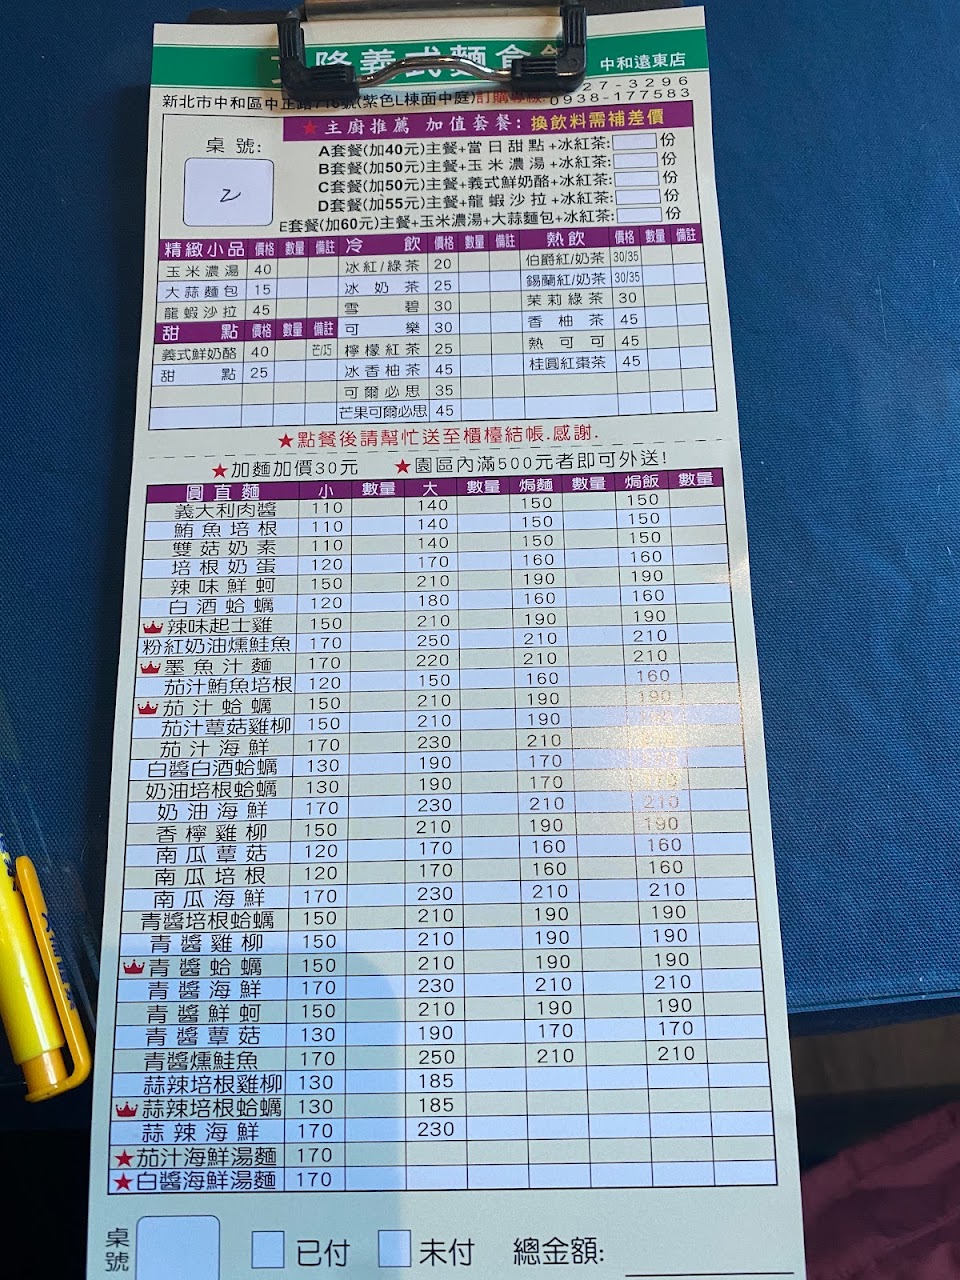 隆義式麵食 中和遠東店
27-3296
新北市中和區中正路716號(紫色L棟面中庭) 0938-177583
桌號:
2
★主廚推薦 加值套餐:換飲料需補差價
A套餐(加40元)主餐+當日甜點+冰紅茶: 份
B套餐(加50元)主餐+玉米濃湯+冰紅茶: 份
C套餐(加50元)主餐+義式鮮奶酪+冰紅茶: 份
D套餐(加55元)主餐+龍蝦沙拉+冰紅茶: 份
E套餐(加60元)主餐+玉米濃湯+大蒜麵包+冰紅茶: 份
精緻小品 價格 數量 備註 冷飲 價格 數量 備註 熱飲 價格 數量 備註
玉米濃湯 40 冰紅/綠茶 20 伯爵紅/奶茶 30/35
大蒜麵包 15 冰奶茶 25 錫蘭紅/奶茶 30/35
龍蝦沙拉 45 雪碧 30 茉莉綠茶 30
甜點 價格 數量 備註 可樂 30 香柚茶 45
義式鮮奶酪 40 芒/巧 檸檬紅茶 25 熱可可 45
甜點 25 冰香柚茶 45 桂圓紅棗茶 45
可爾必思 35
芒果可爾必思 45
★點餐後請幫忙送至櫃檯結帳.感謝.
★加麵加價30元 ★園區內滿500元者即可外送!
圓直麵 小 數量 大 數量 焗麵 數量 焗飯 數量
義大利肉醬 110 140 150 150
鮪魚培根 110 140 150 150
雙菇奶素 110 140 150 150
培根奶蛋 120 170 160 160
辣味鮮蚵 150 210 190 190
白酒蛤蠣 120 180 160 160
辣味起士雞 150 210 190 190
粉紅奶油燻鮭魚 170 250 210 210
墨魚汁麵 170 220 210 210
茄汁鮪魚培根 120 150 160 160
茄汁蛤蠣 150 210 190 190
茄汁蕈菇雞柳 150 210 190
茄汁海鮮 170 230 210
白醬白酒蛤蠣 130 190 170
奶油培根蛤蠣 130 190 170
奶油海鮮 170 230 210 210
香檸雞柳 150 210 190 190
南瓜蕈菇 120 170 160 160
南瓜培根 120 170 160 160
南瓜海鮮 170 230 210 210
青醬培根蛤蠣 150 210 190 190
青醬雞柳 150 210 190 190
青醬蛤蠣 150 210 190 190
青醬海鮮 170 230 210 210
青醬鮮蚵 150 210 190 190
青醬蕈菇 130 190 170 170
青醬燻鮭魚 170 250 210 210
蒜辣培根雞柳 130 185
蒜辣培根蛤蠣 130 185
蒜辣海鮮 170 230
★茄汁海鮮湯麵 170
★白醬海鮮湯麵 170
桌號 已付 未付 總金額: